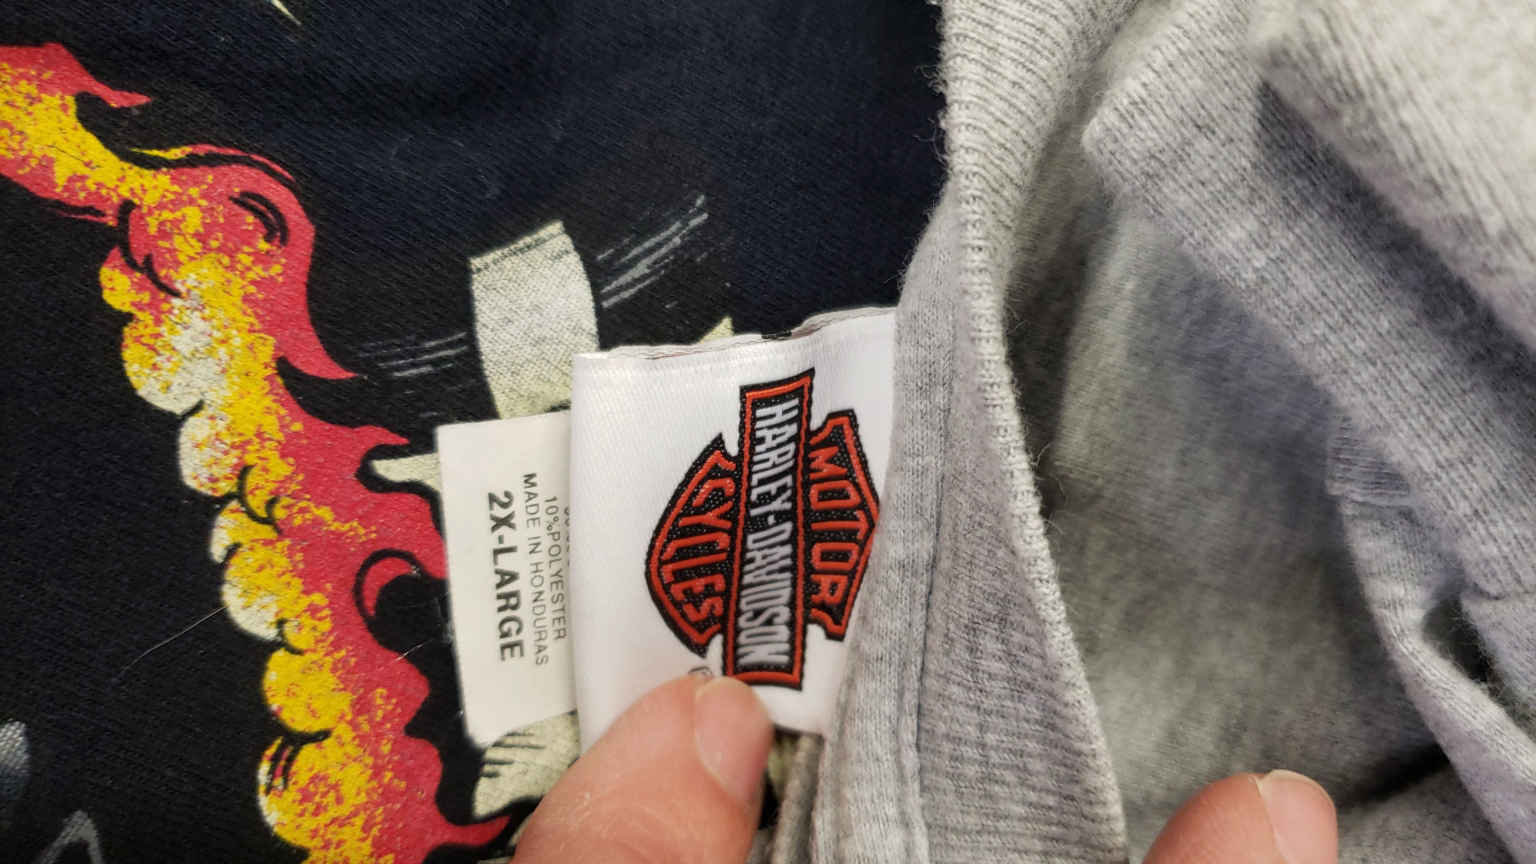 MOTOR
HARLEY-DAVIDSON
CYCLES
10%POLYESTER
MADE IN HONDURAS
2X-LARGE